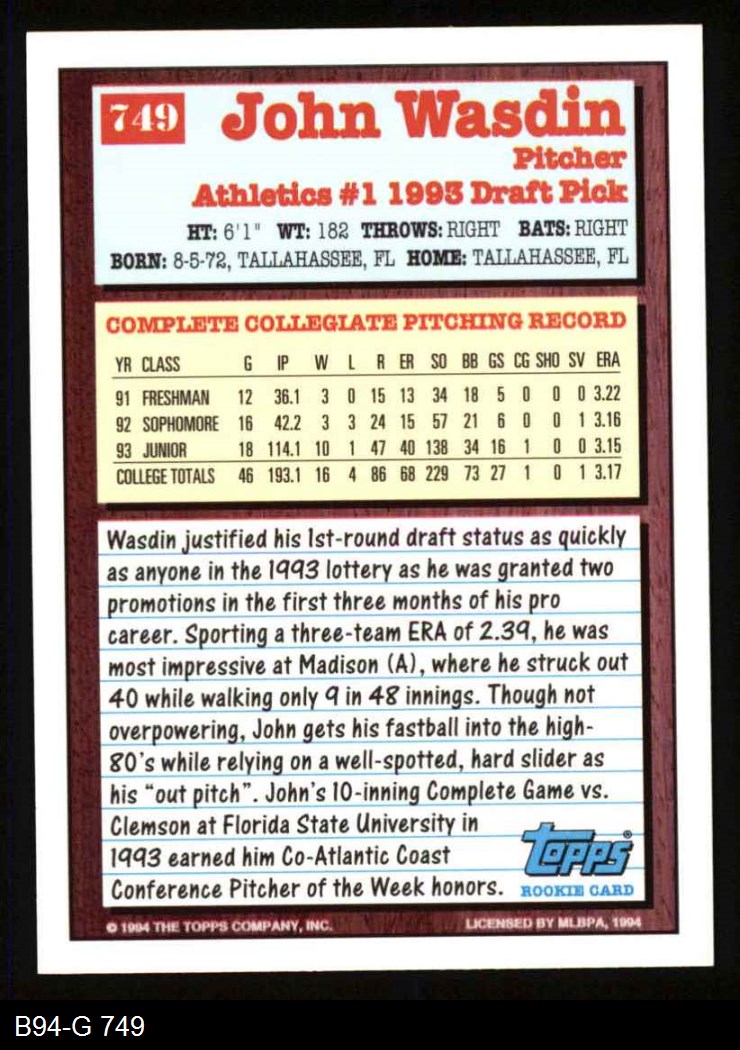 749 John Wasdin
Pitcher
Athletics #1 1993 Draft Pick
HT: 6'1" WT: 182 THROWS: RIGHT BATS: RIGHT
BORN: 8-5-72, TALLAHASSEE, FL HOME: TALLAHASSEE, FL
COMPLETE COLLEGIATE PITCHING RECORD
YR CLASS G IP W L R ER SO BB GS CG SHO SV ERA
91 FRESHMAN 12 36.1 3 0 15 13 34 18 5 0 0 0 3.22
92 SOPHOMORE 16 42.2 3 3 24 15 57 21 6 0 0 1 3.16
93 JUNIOR 18 114.1 10 1 47 40 138 34 16 1 0 0 3.15
COLLEGE TOTALS 46 193.1 16 4 86 68 229 73 27 1 0 1 3.17
Wasdin justified his 1st-round draft status as quickly
as anyone in the 1993 lottery as he was granted two
promotions in the first three months of his pro
career. Sporting a three-team ERA of 2.39, he was
most impressive at Madison (A), where he struck out
40 while walking only 9 in 48 innings. Though not
overpowering, John gets his fastball into the high-
80's while relying on a well-spotted, hard slider as
his "out pitch". John's 10-inning Complete Game vs.
Clemson at Florida State University in
1993 earned him Co-Atlantic Coast
Conference Pitcher of the Week honors.
Topps®
ROOKIE CARD
© 1994 THE TOPPS COMPANY, INC. LICENSED BY MLBPA, 1994
B94-G 749